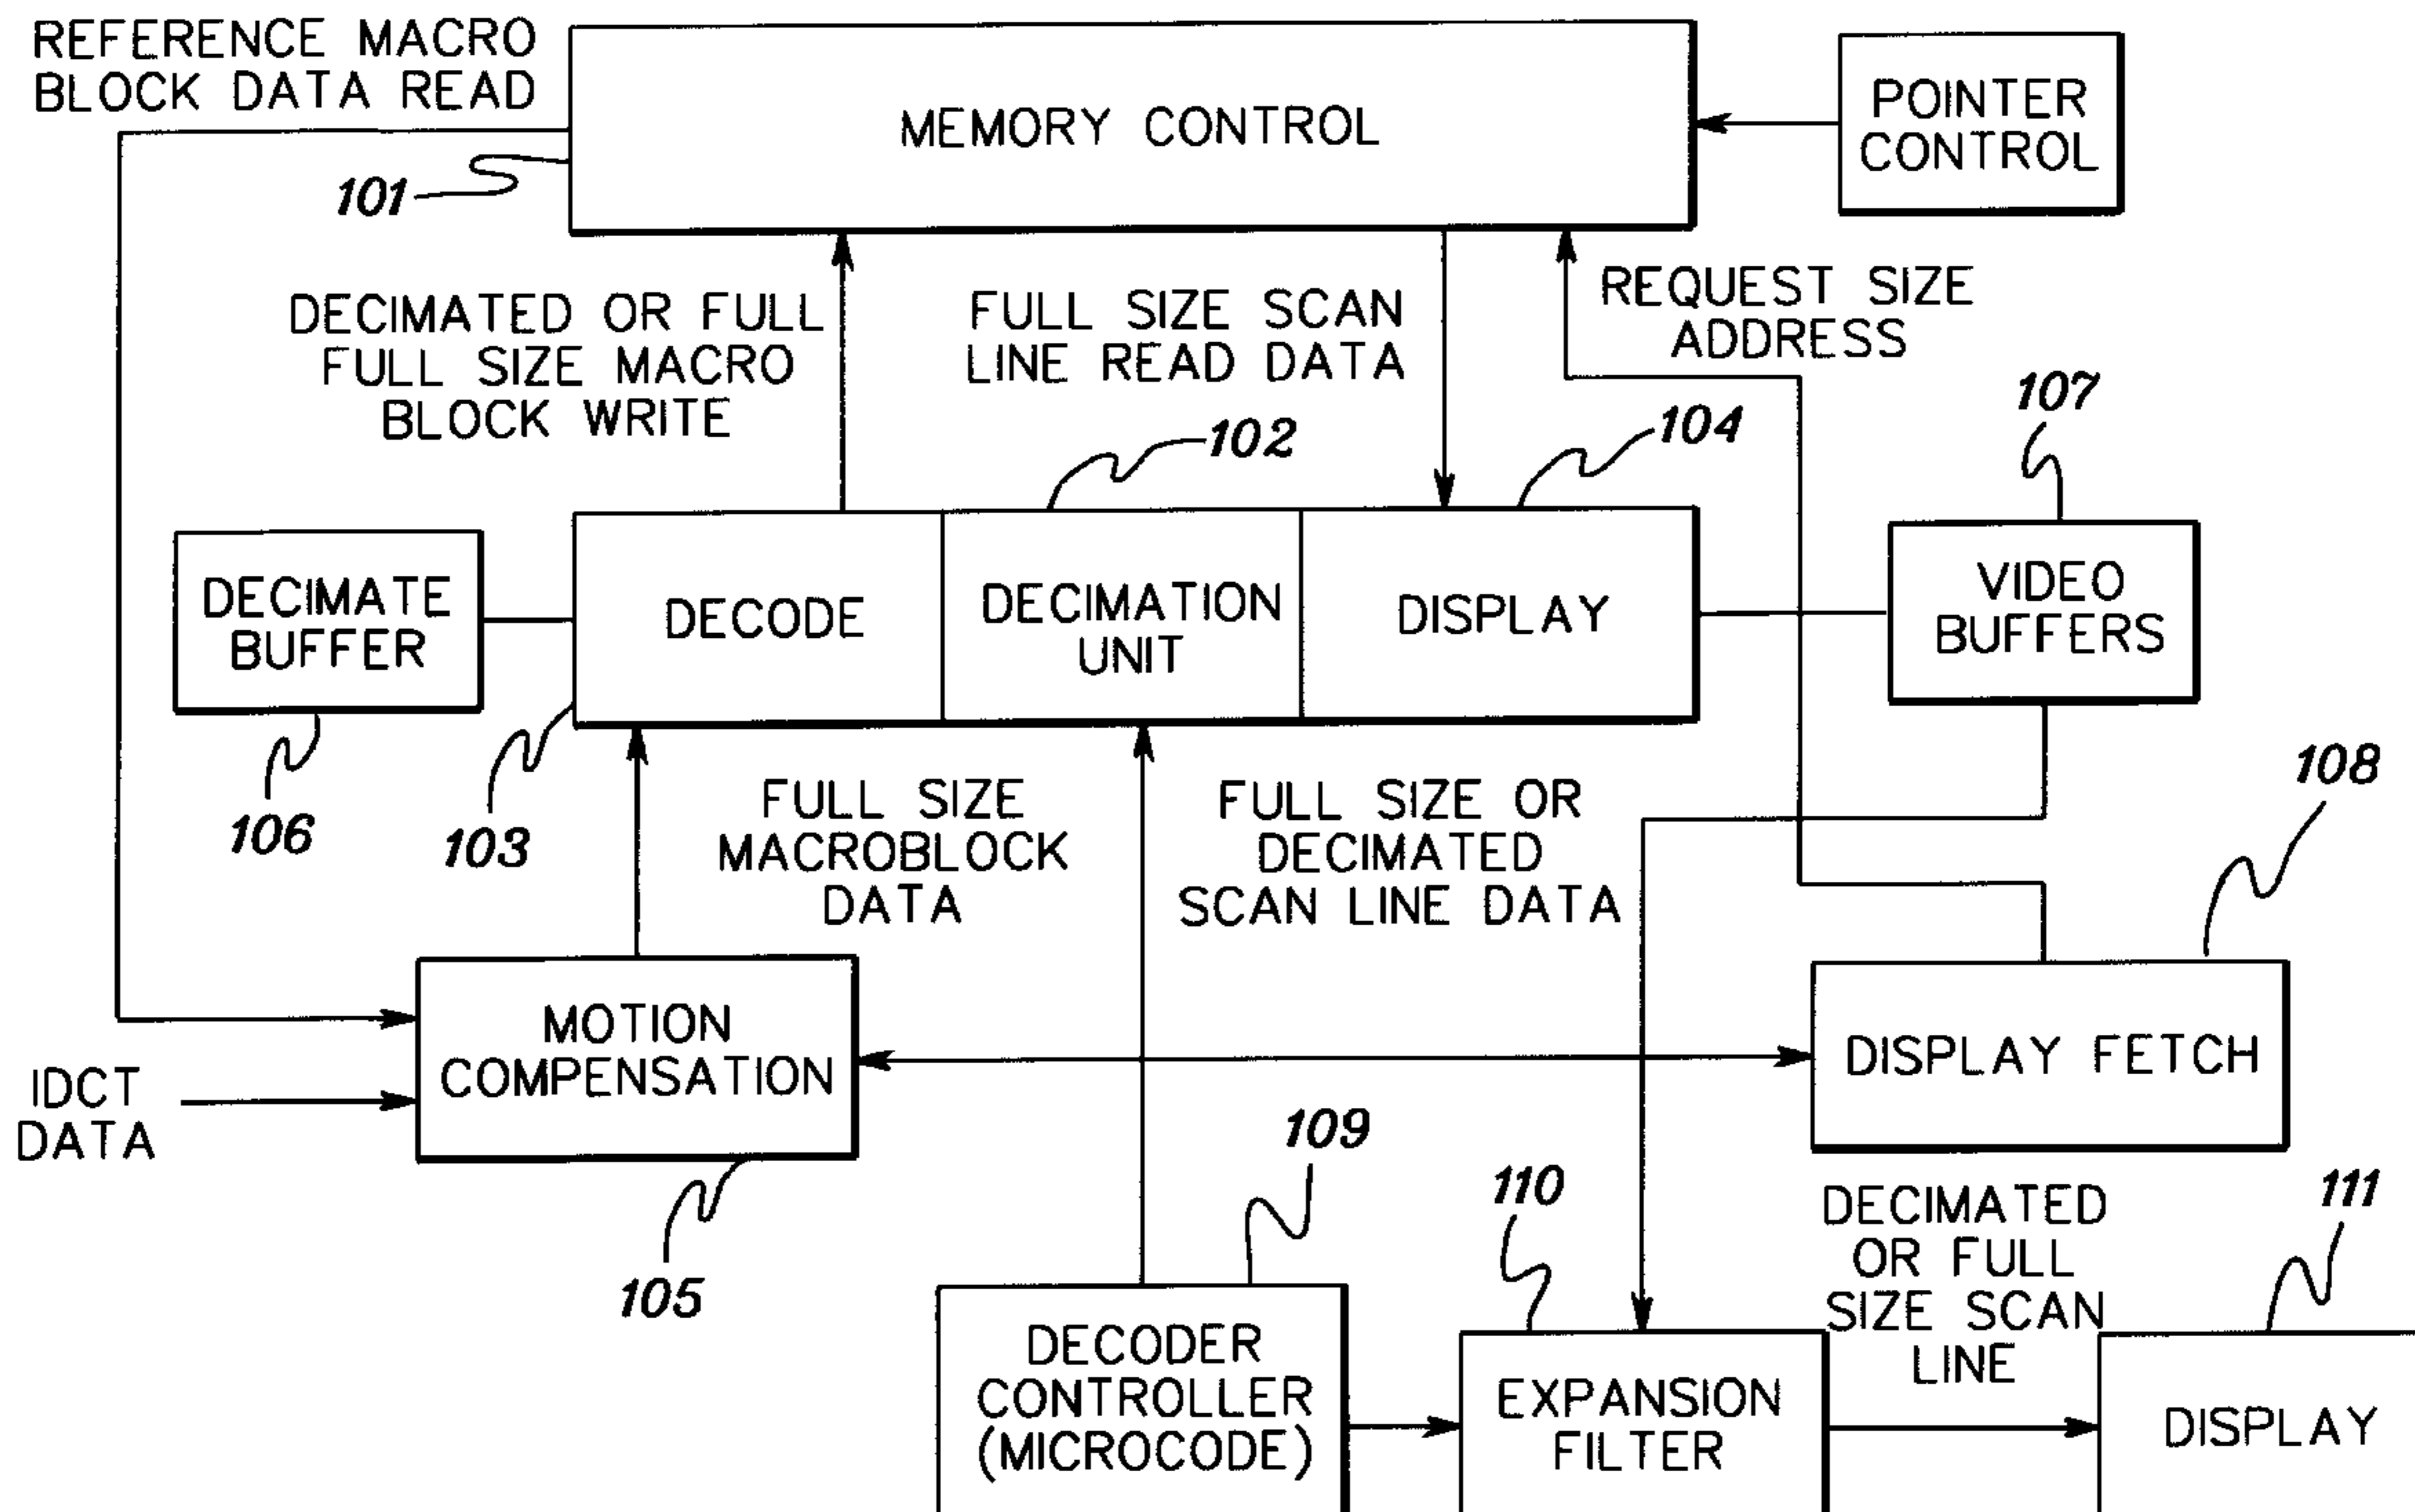 REFERENCE MACRO
BLOCK DATA READ
MEMORY CONTROL
POINTER
CONTROL
101
DECIMATED OR FULL
FULL SIZE MACRO
BLOCK WRITE
FULL SIZE SCAN
LINE READ DATA
REQUEST SIZE
ADDRESS
102
104
107
DECIMATE
BUFFER
DECODE
DECIMATION
UNIT
DISPLAY
VIDEO
BUFFERS
106
103
FULL SIZE
MACROBLOCK
DATA
FULL SIZE OR
DECIMATED
SCAN LINE DATA
108
MOTION
COMPENSATION
DISPLAY FETCH
IDCT
DATA
105
109
110
DECIMATED
OR FULL
SIZE SCAN
LINE
111
DECODER
CONTROLLER
(MICROCODE)
EXPANSION
FILTER
DISPLAY